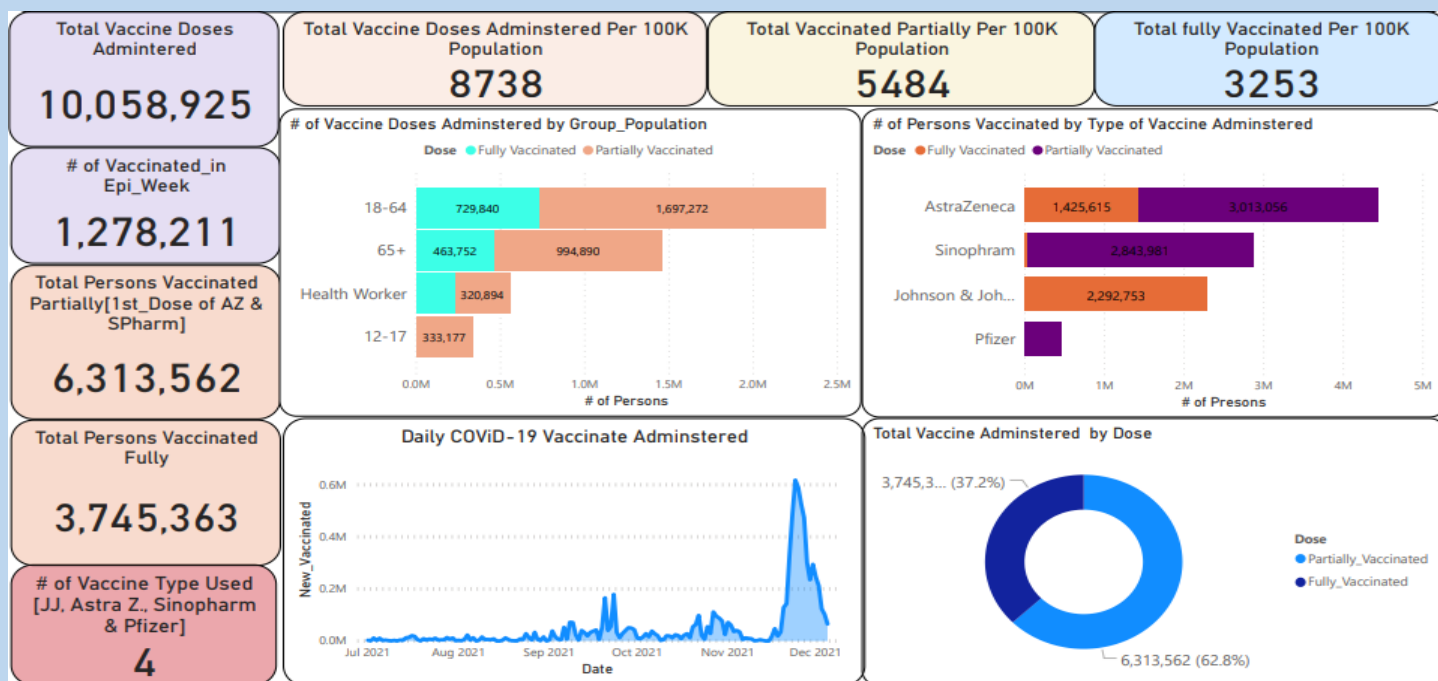 Total Vaccine Doses
Admintered
10,058,925
Total Vaccine Doses Adminstered Per 100K
Population
8738
Total Vaccinated Partially Per 100K
Population
5484
Total fully Vaccinated Per 100K
Population
3253
# of Vaccinated_in
Epi_Week
1,278,211
Total Persons Vaccinated
Partially[1st_Dose of AZ &
SPharm]
6,313,562
Total Persons Vaccinated
Fully
3,745,363
# of Vaccine Type Used
[JJ, Astra Z., Sinopharm
& Pfizer]
4
# of Vaccine Doses Adminstered by Group_Population
Dose Fully Vaccinated Partially Vaccinated
18-64 729,840 1,697,272
65+ 463,752 994,890
Health Worker 320,894
12-17 333,177
0.0M 0.5M 1.0M 1.5M 2.0M 2.5M
# of Persons
# of Persons Vaccinated by Type of Vaccine Adminstered
Dose Fully Vaccinated Partially Vaccinated
AstraZeneca 1,425,615 3,013,056
Sinophram 2,843,981
Johnson & Joh... 2,292,753
Pfizer
0M 1M 2M 3M 4M 5M
# of Presons
Daily COViD-19 Vaccinate Adminstered
New_Vaccinated
0.6M
0.4M
0.2M
0.0M
Jul 2021 Aug 2021 Sep 2021 Oct 2021 Nov 2021 Dec 2021
Date
Total Vaccine Adminstered by Dose
3,745,3... (37.2%)
6,313,562 (62.8%)
Dose
Partially_Vaccinated
Fully_Vaccinated